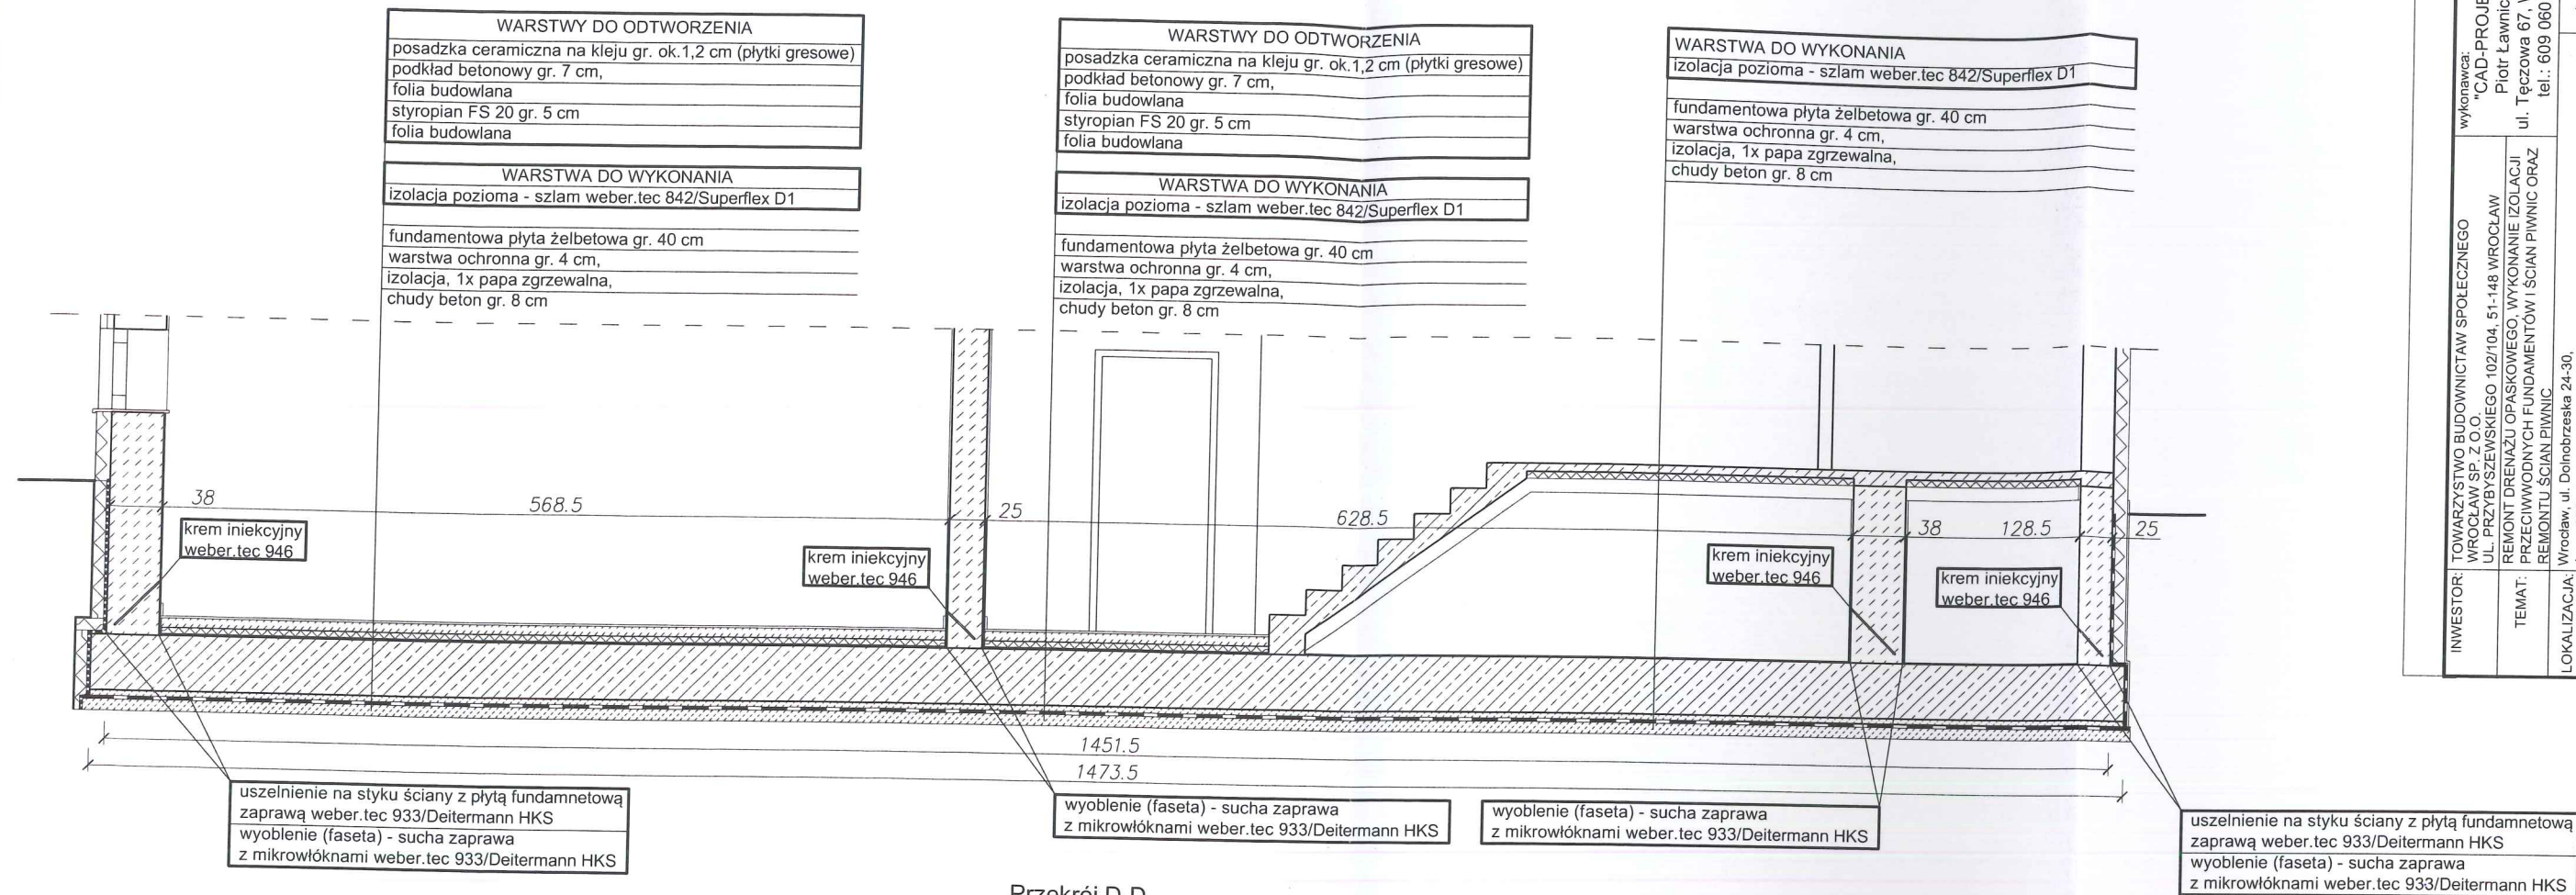 WARSTWY DO ODTWORZENIA
posadzka ceramiczna na kleju gr. ok.1,2 cm (płytki gresowe)
podkład betonowy gr. 7 cm,
folia budowlana
styropian FS 20 gr. 5 cm
folia budowlana
WARSTWA DO WYKONANIA
izolacja pozioma - szlam weber.tec 842/Superflex D1
fundamentowa płyta żelbetowa gr. 40 cm
warstwa ochronna gr. 4 cm,
izolacja, 1x papa zgrzewalna,
chudy beton gr. 8 cm
WARSTWY DO ODTWORZENIA
posadzka ceramiczna na kleju gr. ok.1,2 cm (płytki gresowe)
podkład betonowy gr. 7 cm,
folia budowlana
styropian FS 20 gr. 5 cm
folia budowlana
WARSTWA DO WYKONANIA
izolacja pozioma - szlam weber.tec 842/Superflex D1
fundamentowa płyta żelbetowa gr. 40 cm
warstwa ochronna gr. 4 cm,
izolacja, 1x papa zgrzewalna,
chudy beton gr. 8 cm
WARSTWA DO WYKONANIA
izolacja pozioma - szlam weber.tec 842/Superflex D1
fundamentowa płyta żelbetowa gr. 40 cm
warstwa ochronna gr. 4 cm,
izolacja, 1x papa zgrzewalna,
chudy beton gr. 8 cm
38
568.5
25
628.5
38
128.5
25
krem iniekcyjny
weber.tec 946
krem iniekcyjny
weber.tec 946
krem iniekcyjny
weber.tec 946
krem iniekcyjny
weber.tec 946
1451.5
1473.5
uszelnienie na styku ściany z płytą fundamnetową
zaprawą weber.tec 933/Deitermann HKS
wyoblenie (faseta) - sucha zaprawa
z mikrowłóknami weber.tec 933/Deitermann HKS
wyoblenie (faseta) - sucha zaprawa
z mikrowłóknami weber.tec 933/Deitermann HKS
wyoblenie (faseta) - sucha zaprawa
z mikrowłóknami weber.tec 933/Deitermann HKS
uszelnienie na styku ściany z płytą fundamnetową
zaprawą weber.tec 933/Deitermann HKS
wyoblenie (faseta) - sucha zaprawa
z mikrowłóknami weber.tec 933/Deitermann HKS
Przekrój D-D
INWESTOR:
TOWARZYSTWO BUDOWNICTAW SPOŁECZNEGO
WROCŁAW SP. Z O.O.
UL. PRZYBYSZEWSKIEGO 102/104, 51-148 WROCŁAW
wykonawca:
"CAD-PROJE
Piotr Ławnic
ul. Tęczowa 67,
tel.: 609 060
TEMAT:
REMONT DRENAŻU OPASKOWEGO, WYKONANIE IZOLACJI
PRZECIWWODNYCH FUNDAMENTÓW I ŚCIAN PIWNIC ORAZ
REMONTU ŚCIAN PIWNIC
LOKALIZACJA:
Wrocław, ul. Dolnobrzeska 24-30,